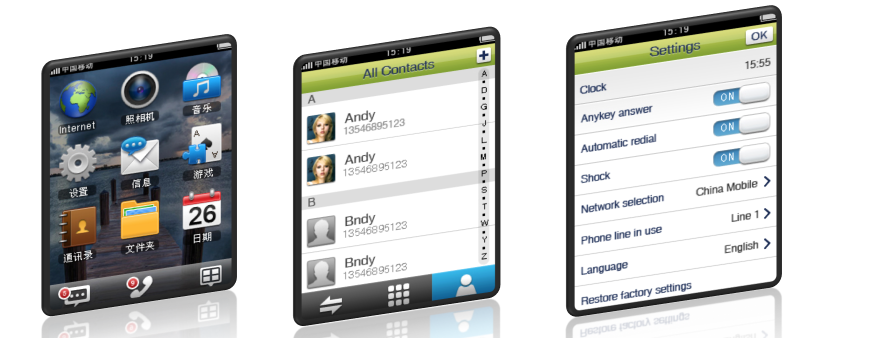 中国移动 15:19
Internet 照相机 音乐
设置 信息 A 游戏
通讯录 文件夹 26 日期
中国移动 15:19
All Contacts +
A
Andy
13546895123
Andy
13546895123
B
Bndy
13546895123
Bndy
13546895123
A
D
G
J
L
M
P
S
T
W
Y
Z
中国移动 15:19
Settings OK
Clock 15:55
Anykey answer ON
Automatic redial ON
Shock ON
Network selection China Mobile
Phone line in use Line 1
Language English
Restore factory settings